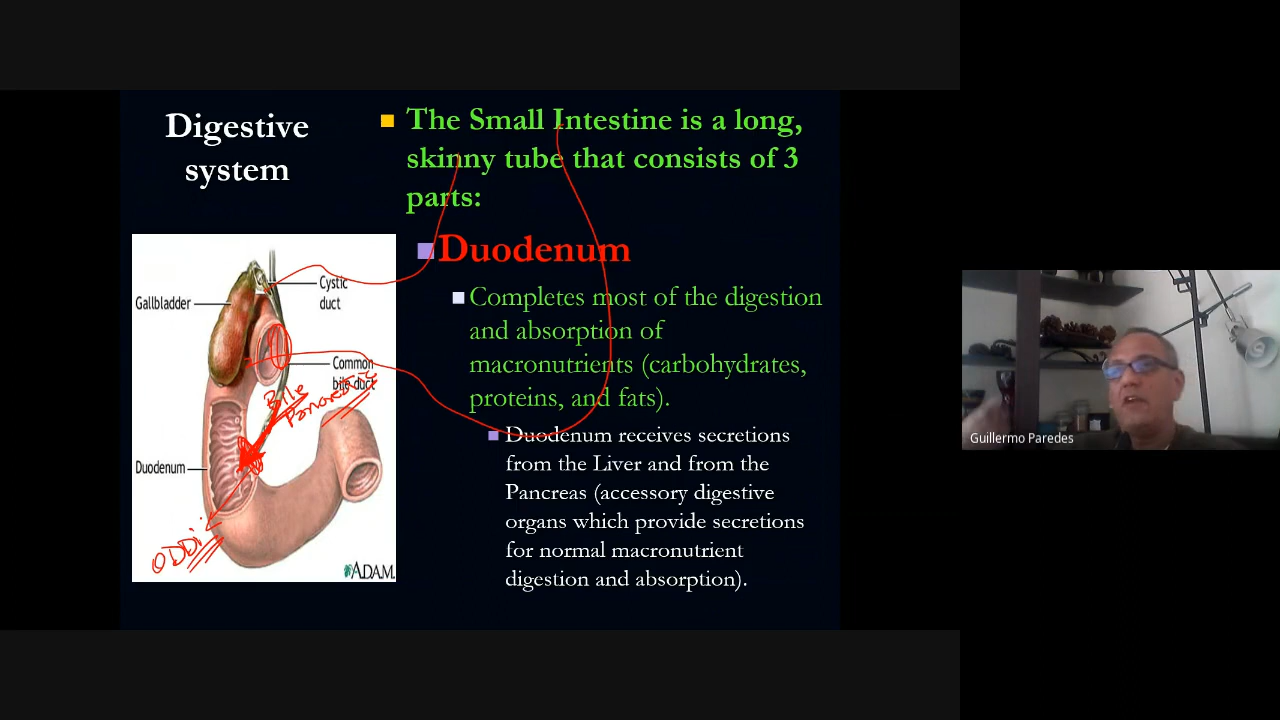 Digestive
system
The Small Intestine is a long,
skinny tube that consists of 3
parts:
Duodenum
Completes most of the digestion
and absorption of
macronutrients (carbohydrates,
proteins, and fats).
Duodenum receives secretions
from the Liver and from the
Pancreas (accessory digestive
organs which provide secretions
for normal macronutrient
digestion and absorption).
Gallbladder
Cystic
duct
Common
bile duct
Bile
Pancreatic
Duodenum
ODDi
ADAM.
Guillermo Paredes